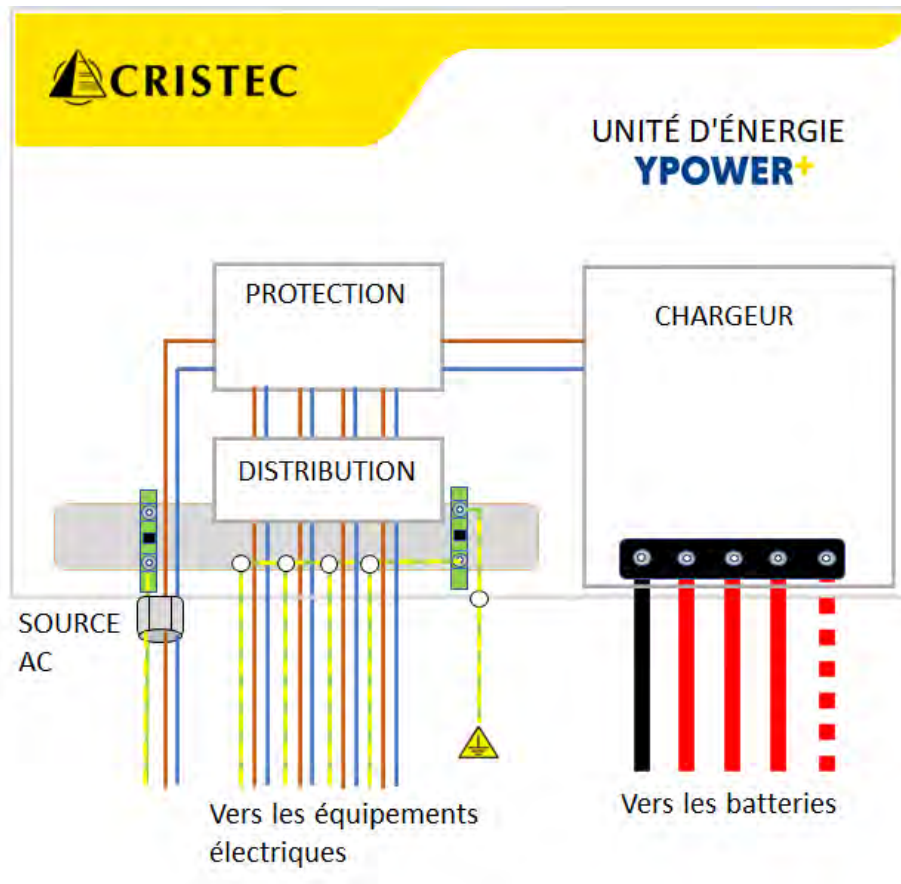 CRISTEC
UNITÉ D'ÉNERGIE
YPOWER+
PROTECTION
CHARGEUR
DISTRIBUTION
SOURCE
AC
Vers les équipements
électriques
Vers les batteries